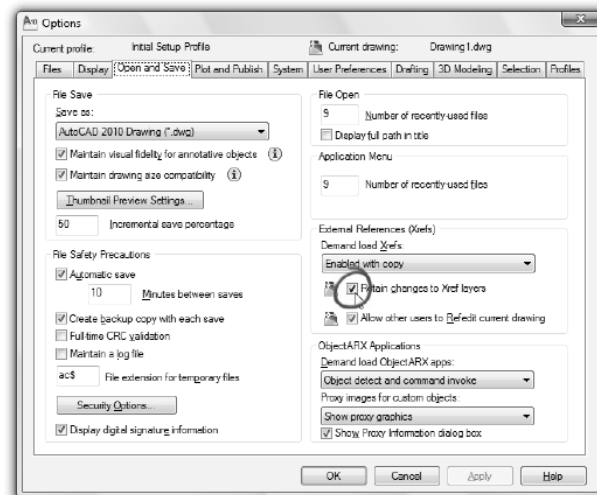 Options
Current profile: Initial Setup Profile Current drawing: Drawing1.dwg
Files Display Open and Save Plot and Publish System User Preferences Drafting 3D Modeling Selection Profiles
File Save
Save as:
AutoCAD 2010 Drawing (*.dwg)
Maintain visual fidelity for annotative objects
Maintain drawing size compatibility
Thumbnail Preview Settings...
50 Incremental save percentage
File Safety Precautions
Automatic save
10 Minutes between saves
Create backup copy with each save
Full-time CRC validation
Maintain a log file
ac$ File extension for temporary files
Security Options...
Display digital signature information
File Open
9 Number of recently-used files
Display full path in title
Application Menu
9 Number of recently-used files
External References (Xrefs)
Demand load Xrefs:
Enabled with copy
Retain changes to Xref layers
Allow other users to Refedit current drawing
ObjectARX Applications
Demand load ObjectARX apps:
Object detect and command invoke
Proxy images for custom objects:
Show proxy graphics
Show Proxy Information dialog box
OK Cancel Apply Help